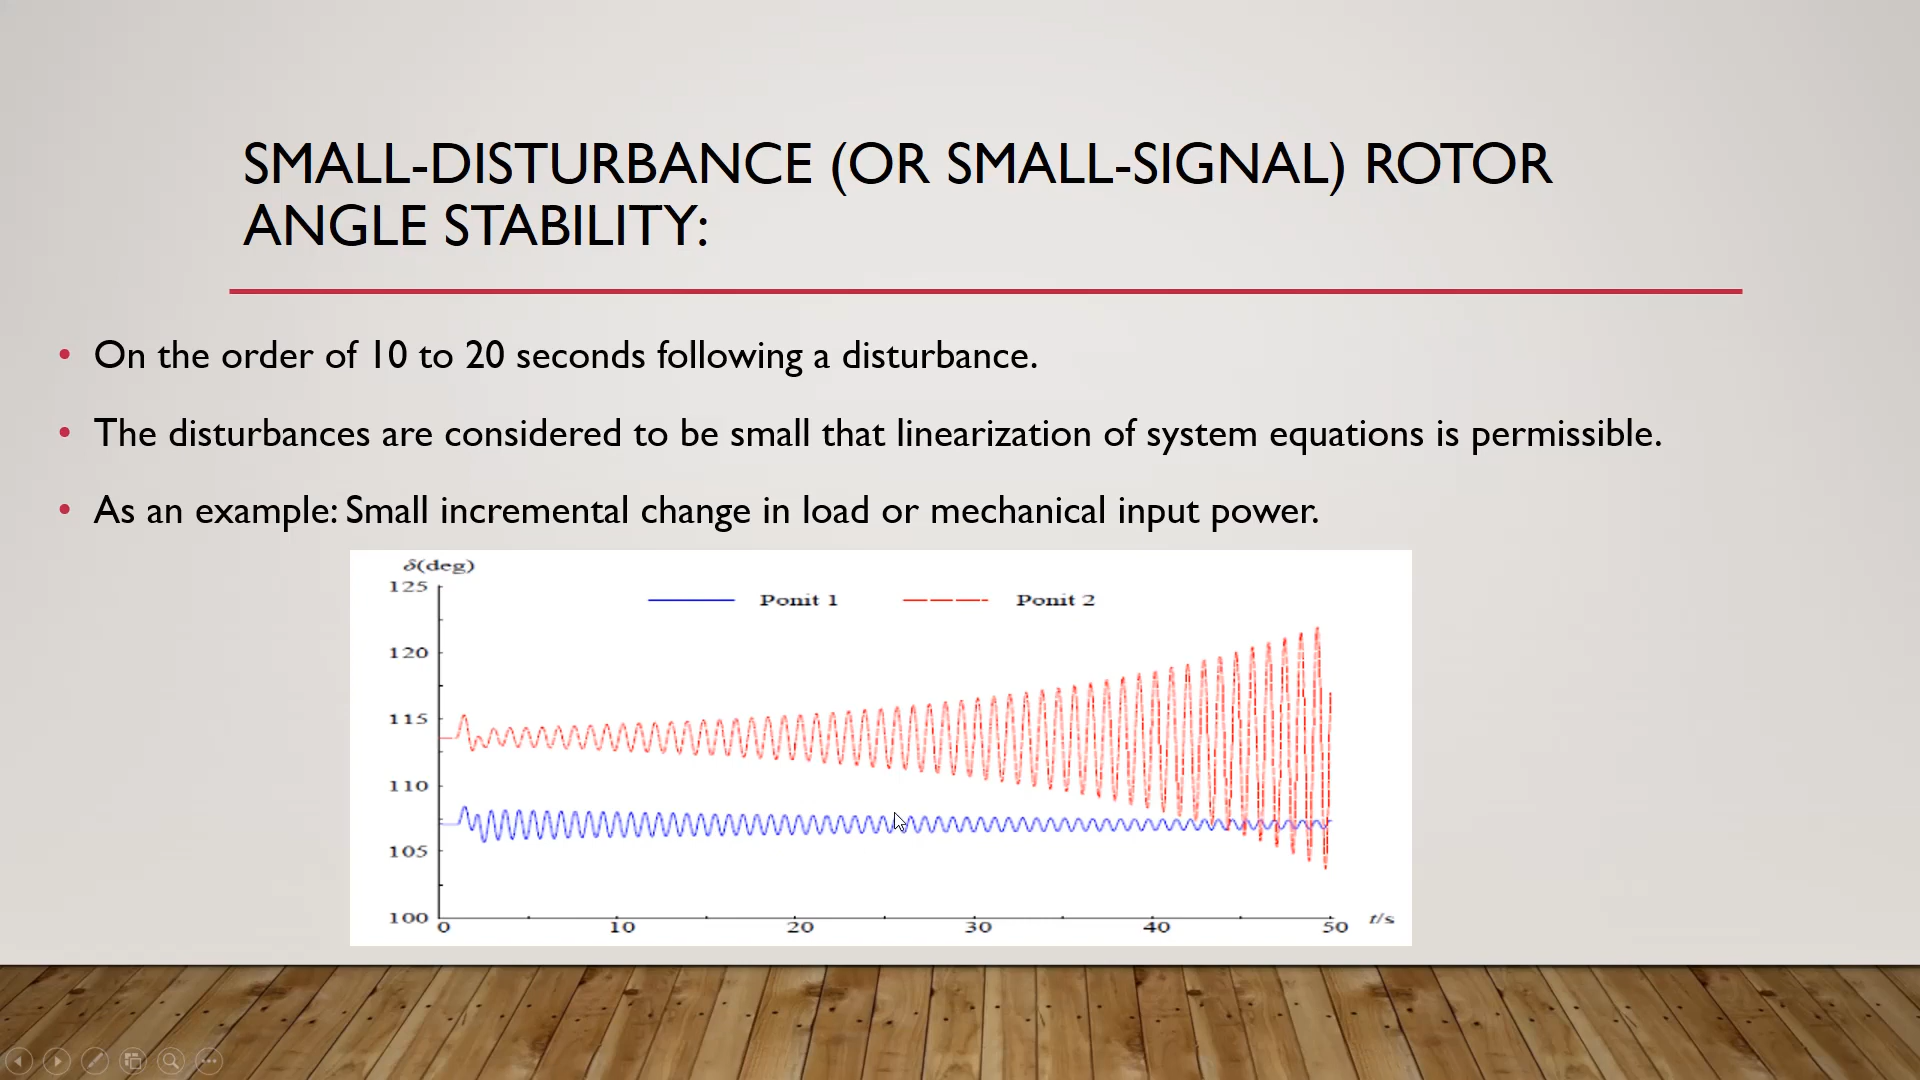 SMALL-DISTURBANCE (OR SMALL-SIGNAL) ROTOR
ANGLE STABILITY:
• On the order of 10 to 20 seconds following a disturbance.
• The disturbances are considered to be small that linearization of system equations is permissible.
• As an example: Small incremental change in load or mechanical input power.
δ(deg)
125
Ponit 1
Ponit 2
120
115
110
105
100
0
10
20
30
40
50
t/s